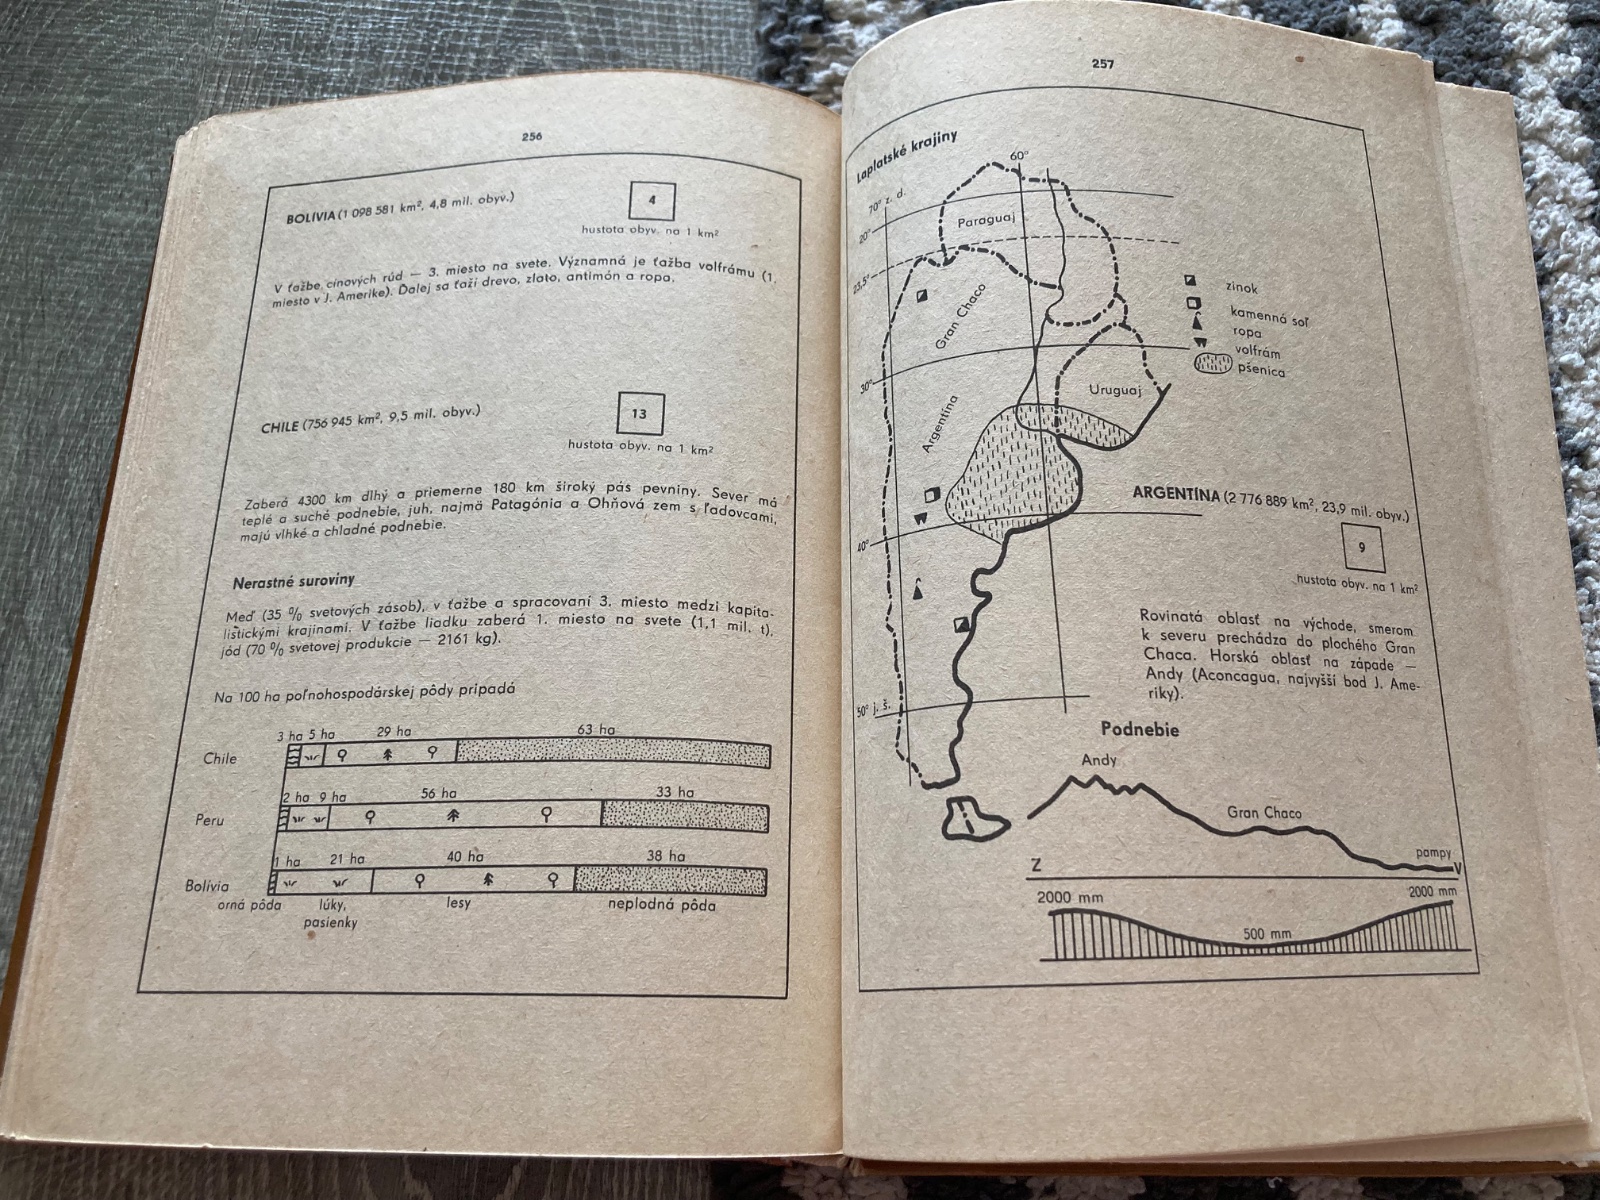 256
BOLÍVIA (1 098 581 km², 4,8 mil. obyv.)
4
hustota obyv. na 1 km²
V ťažbe cínových rúd — 3. miesto na svete. Významná je ťažba volfrámu (1.
miesto v J. Amerike). Ďalej sa ťaží drevo, zlato, antimón a ropa.
CHILE (756 945 km², 9,5 mil. obyv.)
13
hustota obyv. na 1 km²
Zaberá 4300 km dlhý a priemerne 180 km široký pás pevniny. Sever má
teplé a suché podnebie, juh, najmä Patagónia a Ohňová zem s ľadovcami,
majú vlhké a chladné podnebie.
Nerastné suroviny
Meď (35 % svetových zásob), v ťažbe a spracovaní 3. miesto medzi kapita-
listickými krajinami. V ťažbe liadku zaberá 1. miesto na svete (1,1 mil. t),
jód (70 % svetovej produkcie — 2161 kg).
Na 100 ha poľnohospodárskej pôdy pripadá
3 ha 5 ha 29 ha 63 ha
Chile
2 ha 9 ha 56 ha 33 ha
Peru
1 ha 21 ha 40 ha 38 ha
Bolívia
orná pôda lúky, lesy neplodná pôda
pasienky
257
Laplatské krajiny
60°
70° z. d.
20°
Paraguaj
23,5°
Gran Chaco
zinok
kamenná soľ
ropa
volfrám
pšenica
30°
Uruguaj
Argentína
ARGENTÍNA (2 776 889 km², 23,9 mil. obyv.)
9
hustota obyv. na 1 km²
40°
Rovinatá oblasť na východe, smerom
k severu prechádza do plochého Gran
Chaca. Horská oblasť na západe —
Andy (Aconcagua, najvyšší bod J. Ame-
riky).
50° j. š.
Podnebie
Andy
Gran Chaco
pampy
Z V
2000 mm 2000 mm
500 mm